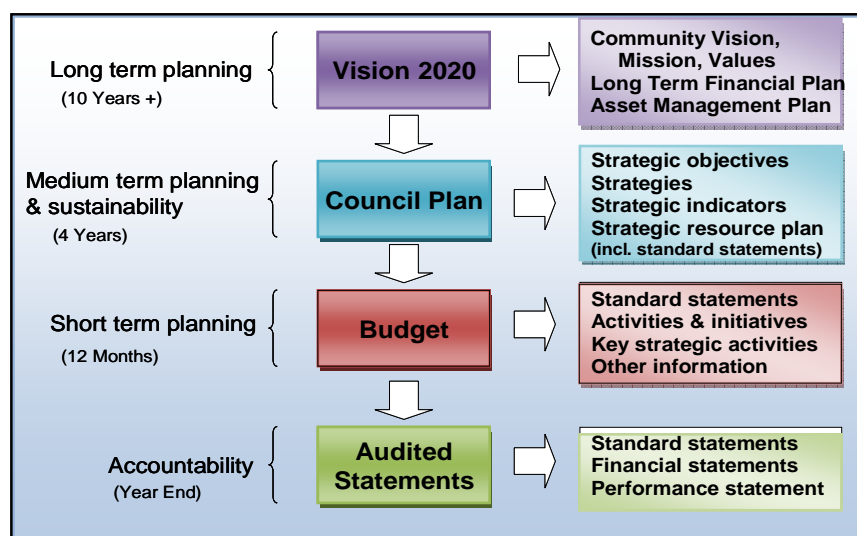 Long term planning
(10 Years +)
Vision 2020
Community Vision,
Mission, Values
Long Term Financial Plan
Asset Management Plan
Medium term planning
& sustainability
(4 Years)
Council Plan
Strategic objectives
Strategies
Strategic indicators
Strategic resource plan
(incl. standard statements)
Short term planning
(12 Months)
Budget
Standard statements
Activities & initiatives
Key strategic activities
Other information
Accountability
(Year End)
Audited
Statements
Standard statements
Financial statements
Performance statement